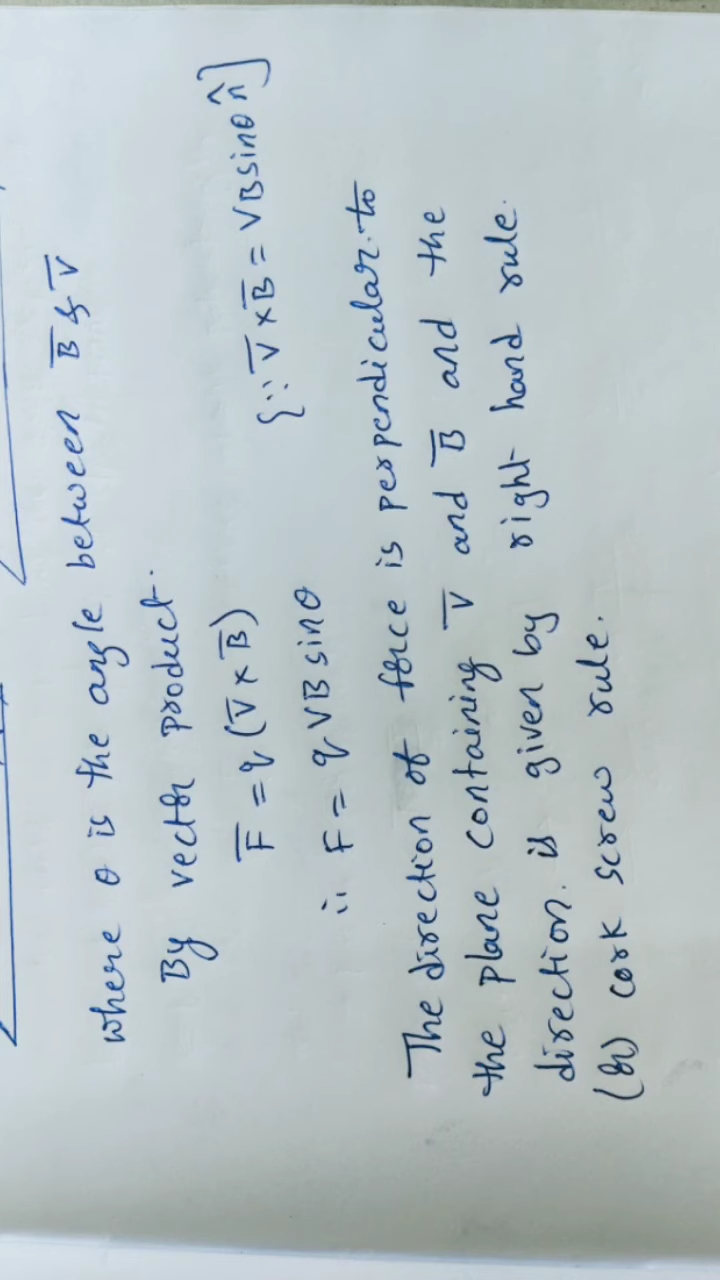 where θ is the angle between B̅ & V̅
By vector product.
F̅ = q (V̅ × B̅) {∵ V̅ × B̅ = VB sinθ n̂]
∴ F = q VB sinθ
The direction of force is perpendicular to
the plane containing V̅ and B̅ and the
direction. is given by right hand rule.
(or) cork screw rule.